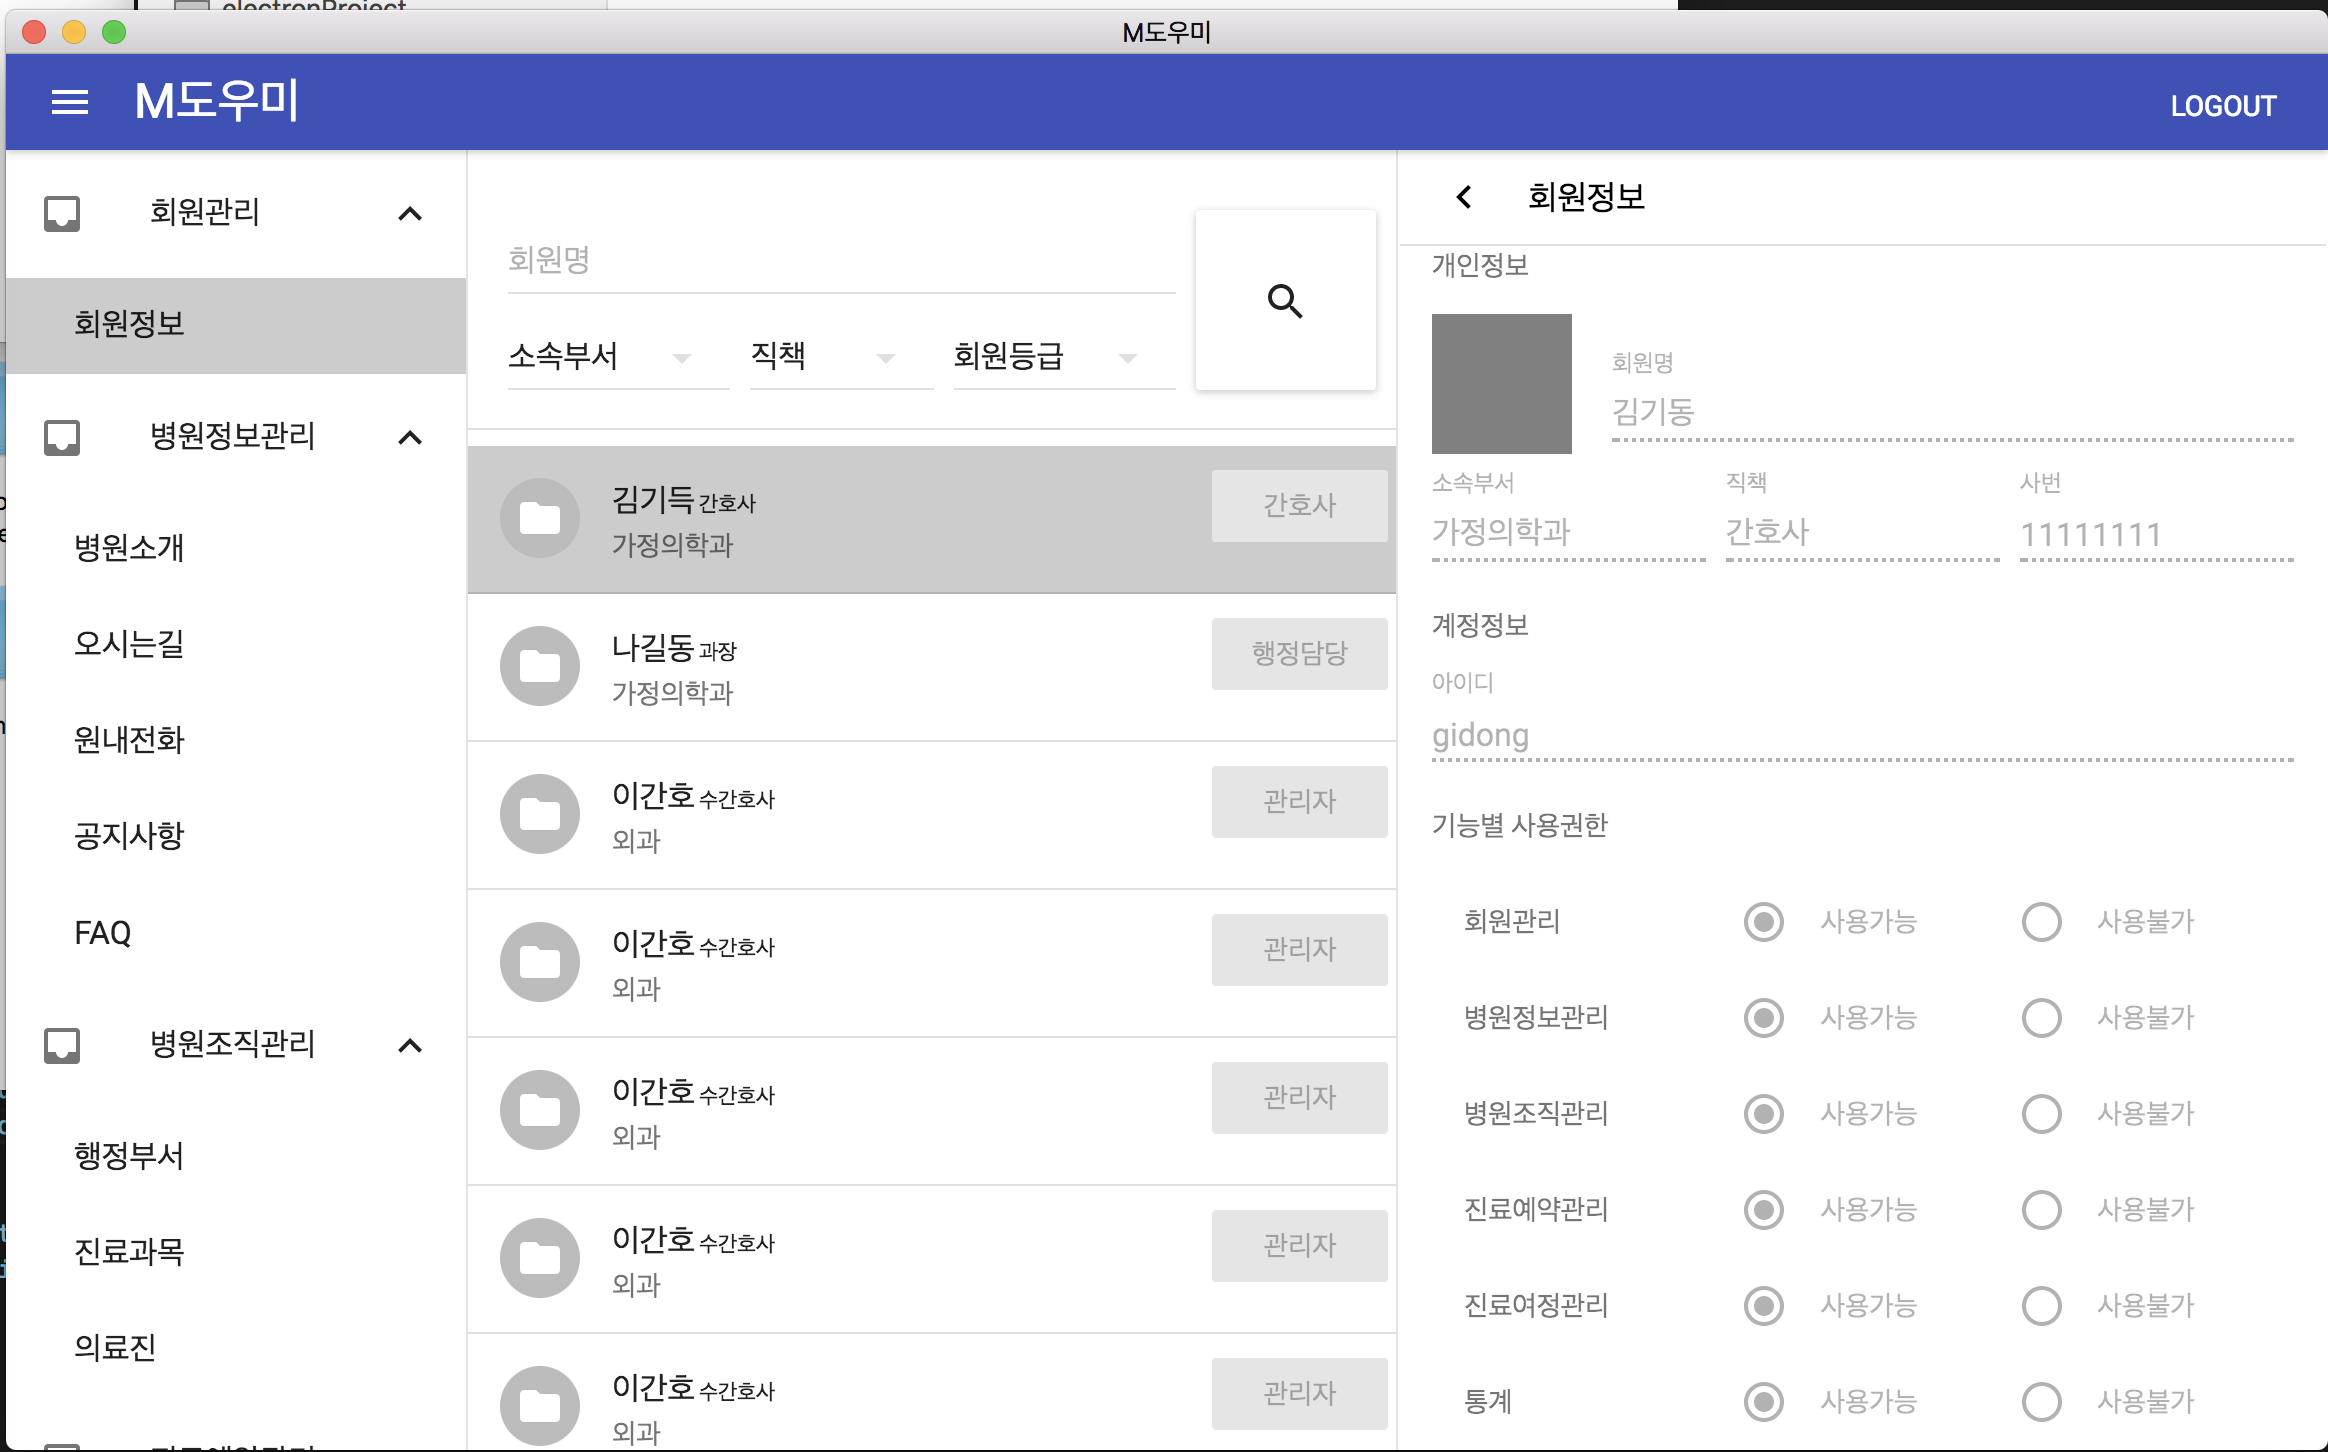 M도우미
M도우미
LOGOUT
회원관리
회원정보
병원정보관리
병원소개
오시는길
원내전화
공지사항
FAQ
병원조직관리
행정부서
진료과목
의료진
회원명
소속부서 직책 회원등급
김기득 간호사
가정의학과
간호사
나길동 과장
가정의학과
행정담당
이간호 수간호사
외과
관리자
이간호 수간호사
외과
관리자
이간호 수간호사
외과
관리자
이간호 수간호사
외과
관리자
이간호 수간호사
외과
관리자
회원정보
개인정보
회원명
김기동
소속부서 직책 사번
가정의학과 간호사 11111111
계정정보
아이디
gidong
기능별 사용권한
회원관리 사용가능 사용불가
병원정보관리 사용가능 사용불가
병원조직관리 사용가능 사용불가
진료예약관리 사용가능 사용불가
진료여정관리 사용가능 사용불가
통계 사용가능 사용불가